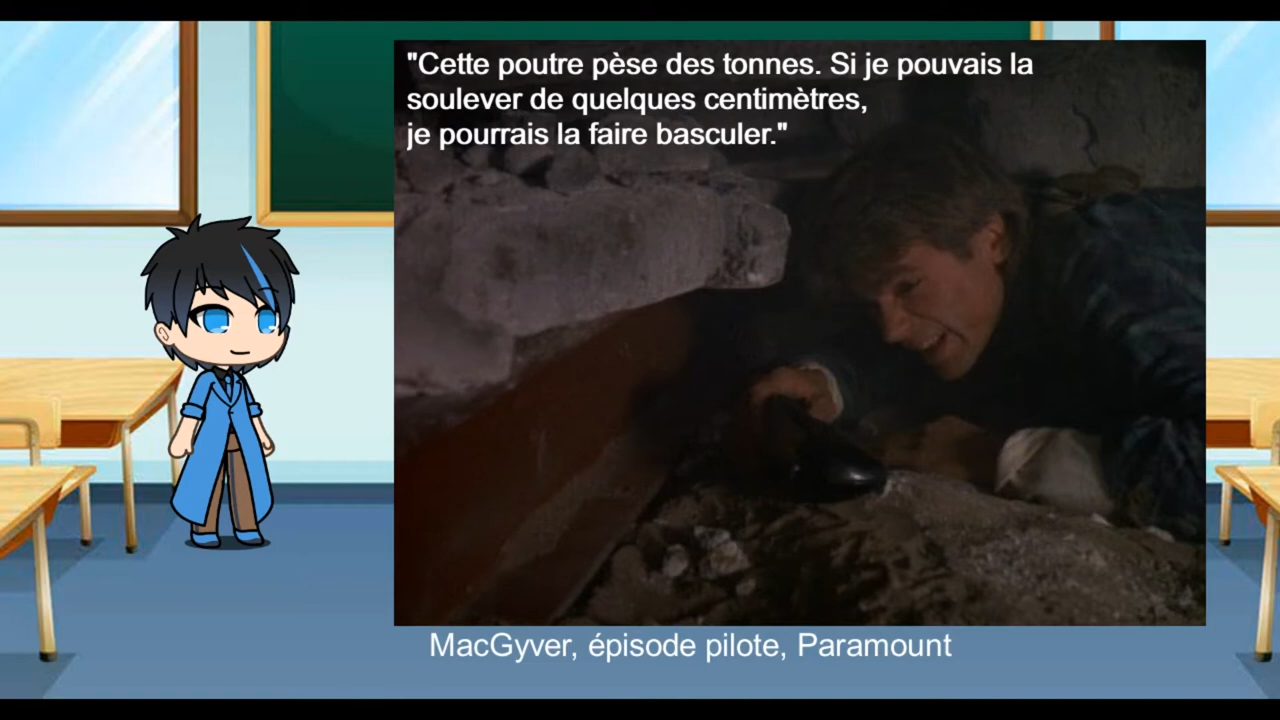 "Cette poutre pèse des tonnes. Si je pouvais la
soulever de quelques centimètres,
je pourrais la faire basculer."
MacGyver, épisode pilote, Paramount